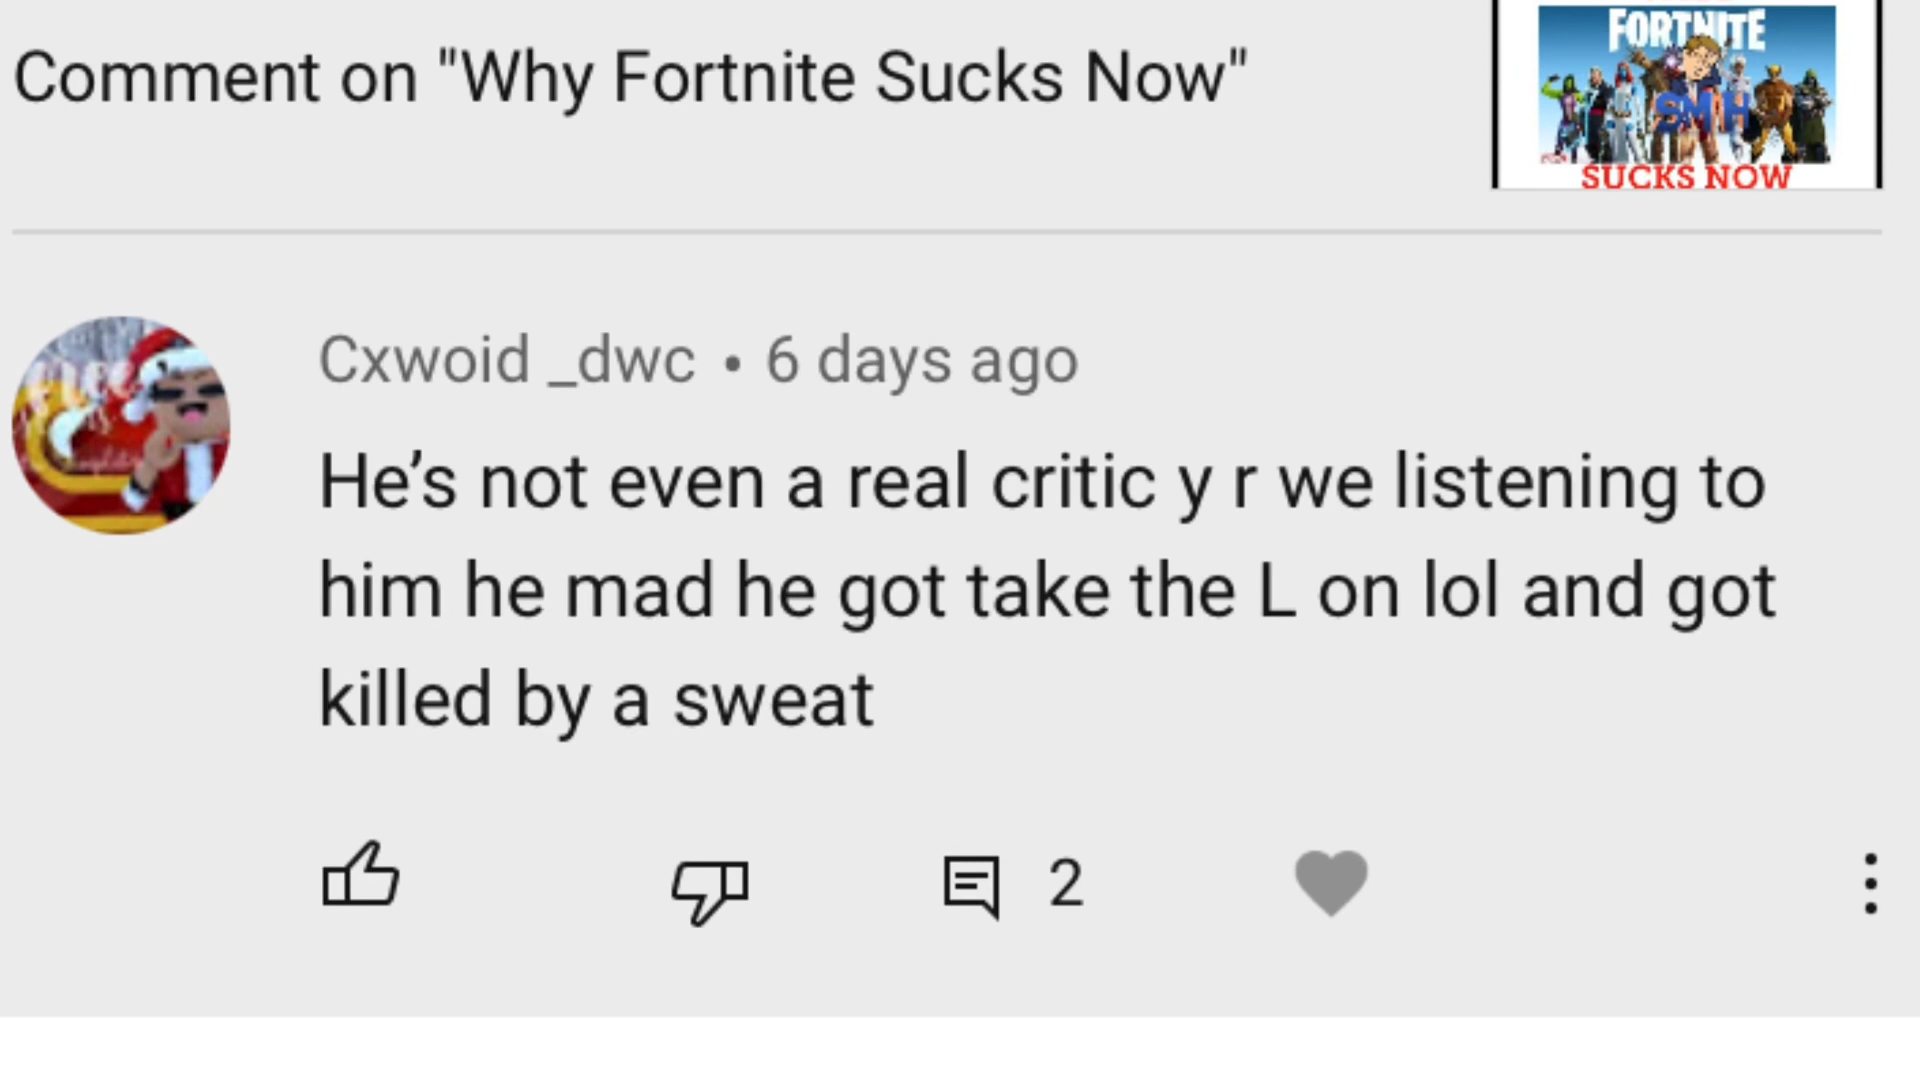 Comment on "Why Fortnite Sucks Now"
FORTNITE
SUCKS NOW
Cxwoid _dwc • 6 days ago
He’s not even a real critic y r we listening to
him he mad he got take the L on lol and got
killed by a sweat
2